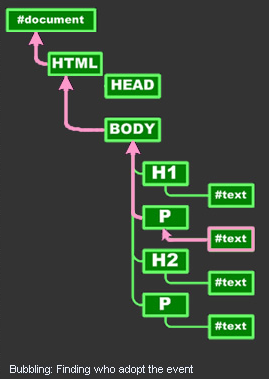 #document
HTML
HEAD
BODY
H1
#text
P
#text
H2
#text
P
#text
Bubbling: Finding who adopt the event